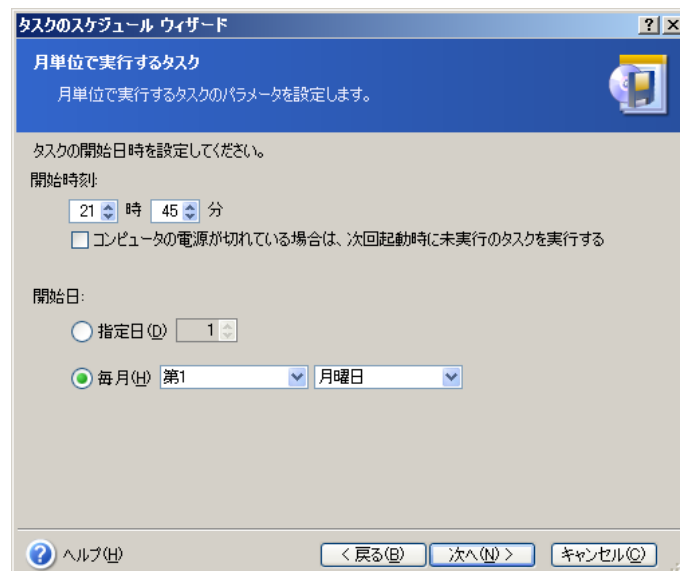 タスクのスケジュール ウィザード
月単位で実行するタスク
月単位で実行するタスクのパラメータを設定します。
タスクの開始日時を設定してください。
開始時刻:
21 時 45 分
コンピュータの電源が切れている場合は、次回起動時に未実行のタスクを実行する
開始日:
指定日(D) 1
毎月(H) 第1 月曜日
ヘルプ(H) < 戻る(B) 次へ(N) > キャンセル(C)